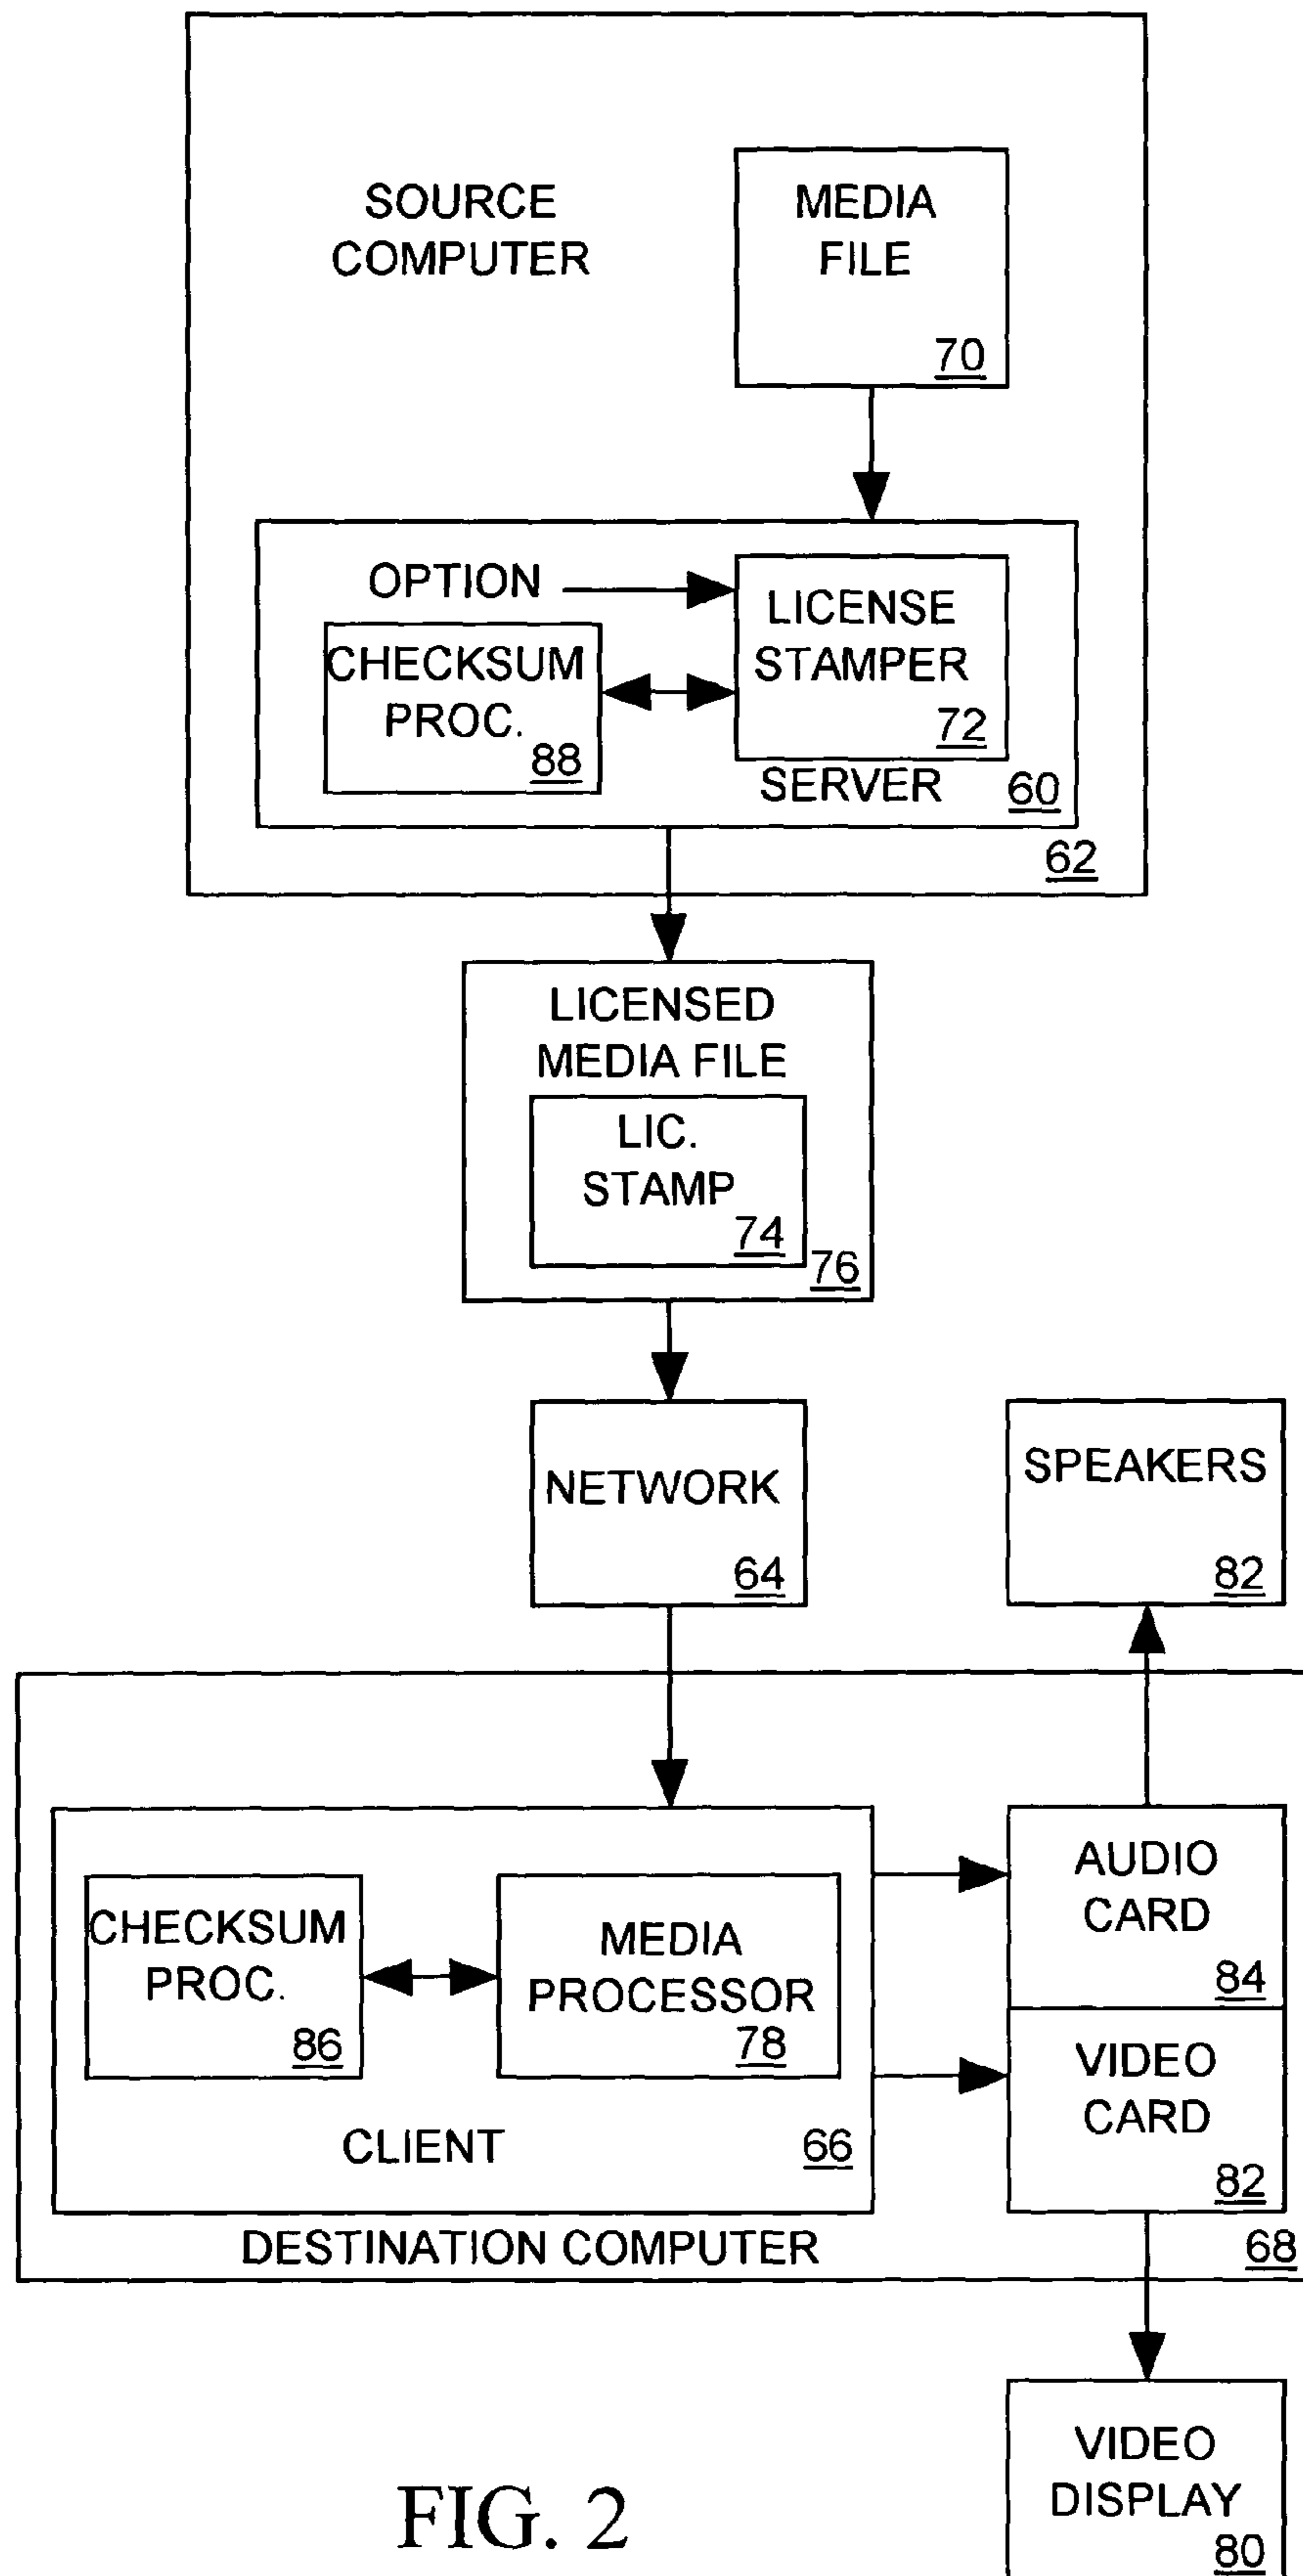 SOURCE
COMPUTER
MEDIA
FILE
70
OPTION
LICENSE
STAMPER
72
CHECKSUM
PROC.
88
SERVER
60
62
LICENSED
MEDIA FILE
LIC.
STAMP
74
76
NETWORK
64
SPEAKERS
82
CHECKSUM
PROC.
86
MEDIA
PROCESSOR
78
CLIENT
66
AUDIO
CARD
84
VIDEO
CARD
82
DESTINATION COMPUTER
68
VIDEO
DISPLAY
80
FIG. 2